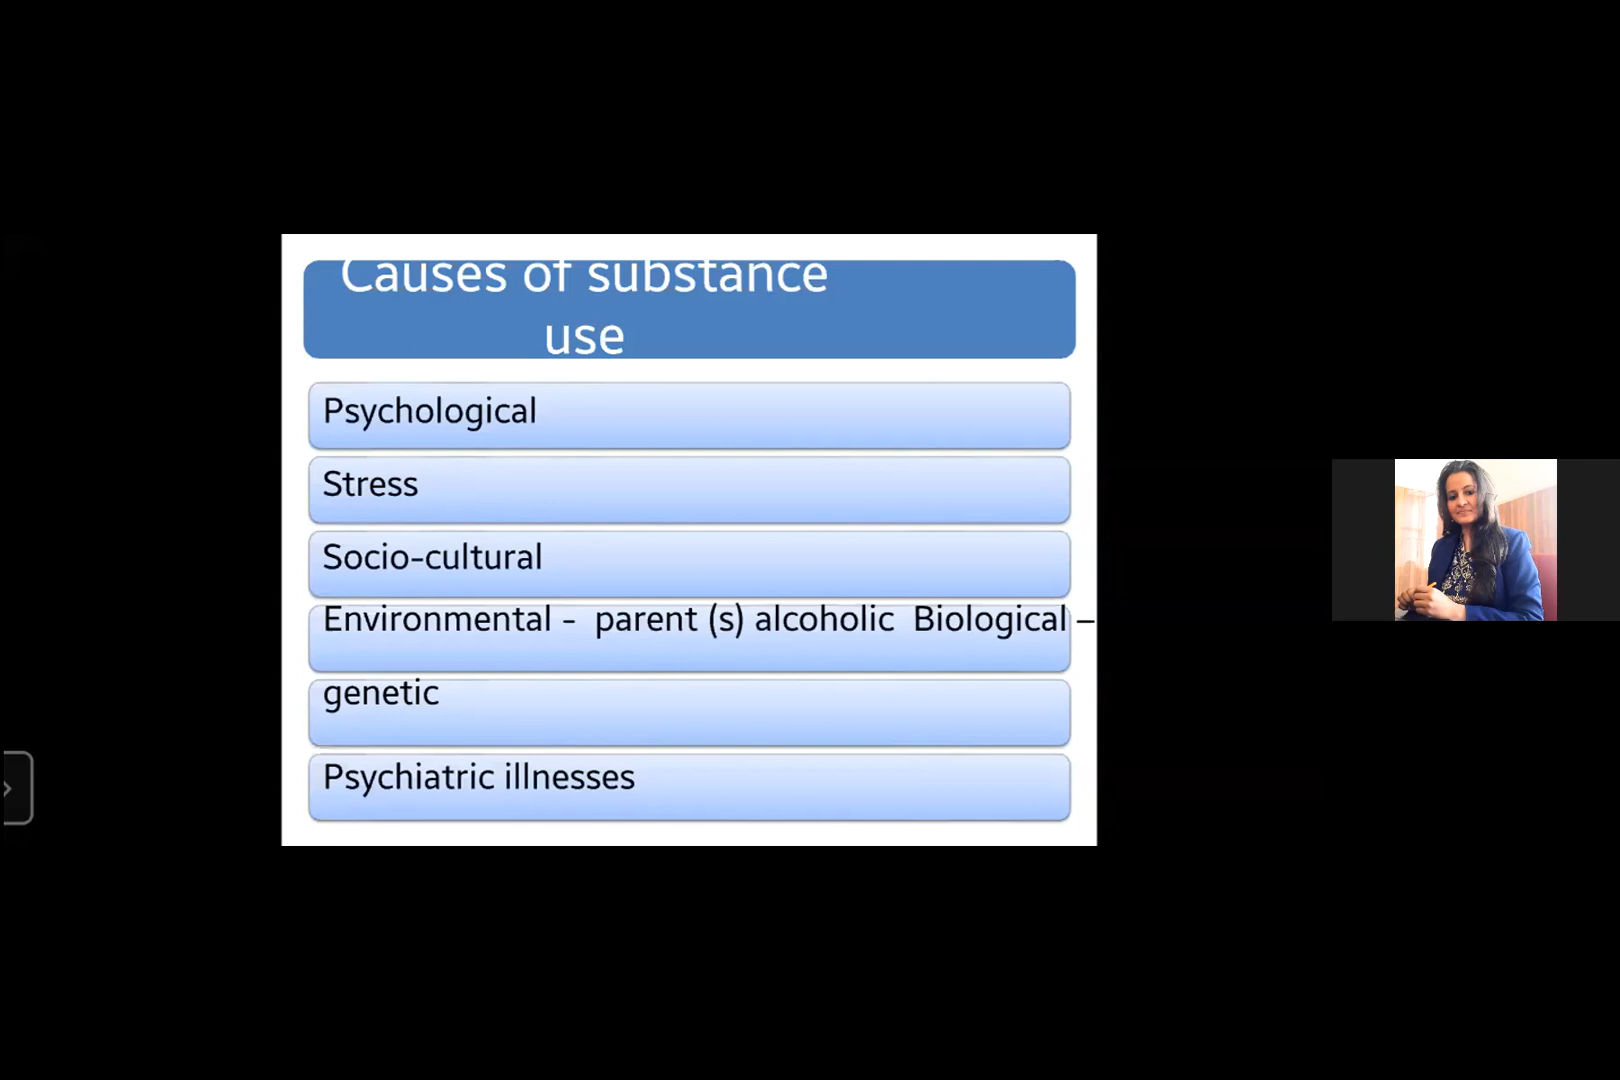 Causes of substance
use
Psychological
Stress
Socio-cultural
Environmental - parent (s) alcoholic Biological –
genetic
Psychiatric illnesses